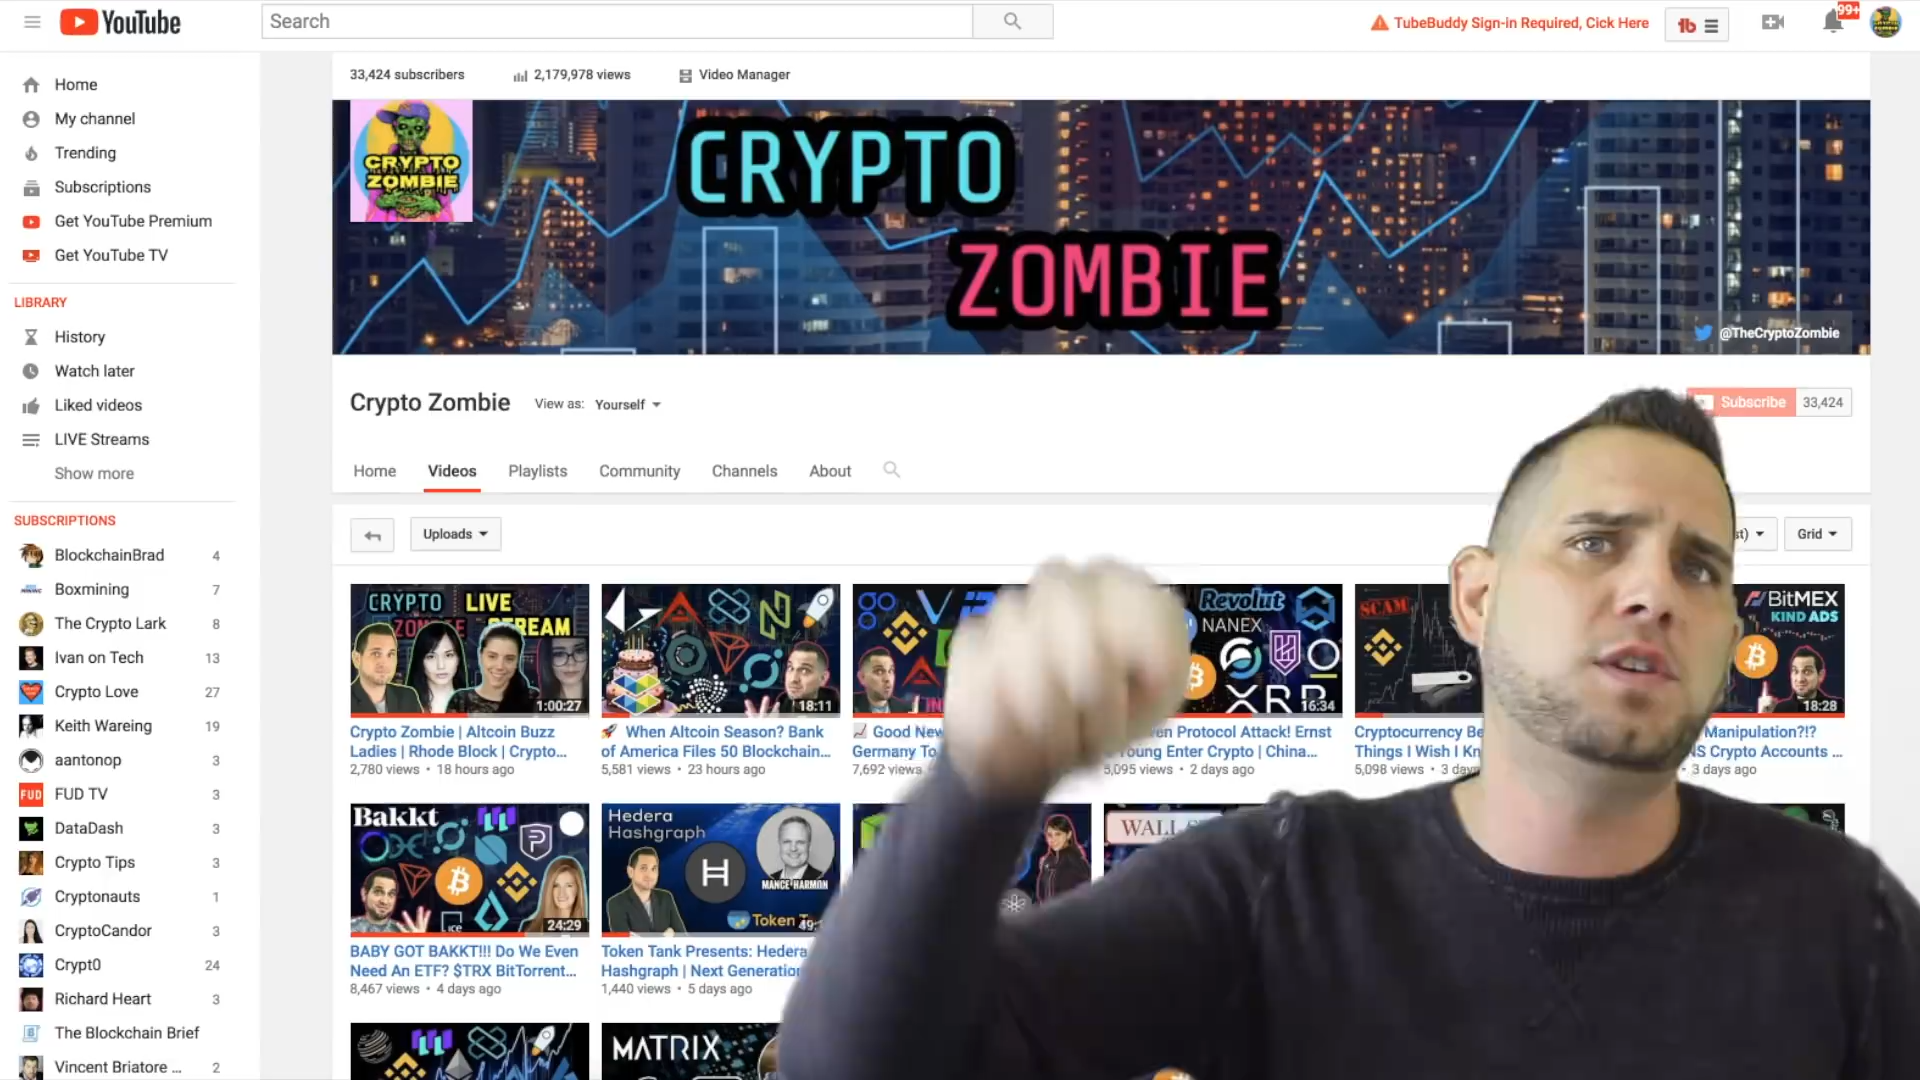 YouTube
Search
TubeBuddy Sign-in Required, Cick Here
99+
Home
My channel
Trending
Subscriptions
Get YouTube Premium
Get YouTube TV
LIBRARY
History
Watch later
Liked videos
LIVE Streams
Show more
SUBSCRIPTIONS
BlockchainBrad 4
Boxmining 7
The Crypto Lark 8
Ivan on Tech 13
Crypto Love 27
Keith Wareing 19
aantonop 3
FUD TV 3
DataDash 3
Crypto Tips 3
Cryptonauts 1
CryptoCandor 3
Crypt0 24
Richard Heart 3
The Blockchain Brief
Vincent Briatore ... 2
33,424 subscribers
2,179,978 views
Video Manager
CRYPTO
ZOMBIE
CRYPTO
ZOMBIE
@TheCryptoZombie
Crypto Zombie
View as: Yourself
Subscribe 33,424
Home Videos Playlists Community Channels About
Uploads
st)
Grid
CRYPTO LIVE
ZOMBIE STREAM
1:00:27
Crypto Zombie | Altcoin Buzz
Ladies | Rhode Block | Crypto...
2,780 views • 18 hours ago
18:11
When Altcoin Season? Bank
of America Files 50 Blockchain...
5,581 views • 23 hours ago
Good New
Germany To
7,692 views
Revolut
NANEX
XRP
16:34
en Protocol Attack! Ernst
Young Enter Crypto | China...
5,095 views • 2 days ago
SCAM
Cryptocurrency Be
Things I Wish I Kn
5,098 views • 3 days
BitMEX
KIND ADS
18:28
Manipulation?!?
NS Crypto Accounts ...
• 3 days ago
Bakkt
24:29
BABY GOT BAKKT!!! Do We Even
Need An ETF? $TRX BitTorrent...
8,467 views • 4 days ago
Hedera
Hashgraph
MANCE HARMON
Token T
49:
Token Tank Presents: Hedera
Hashgraph | Next Generation
1,440 views • 5 days ago
WALL S
MATRIX